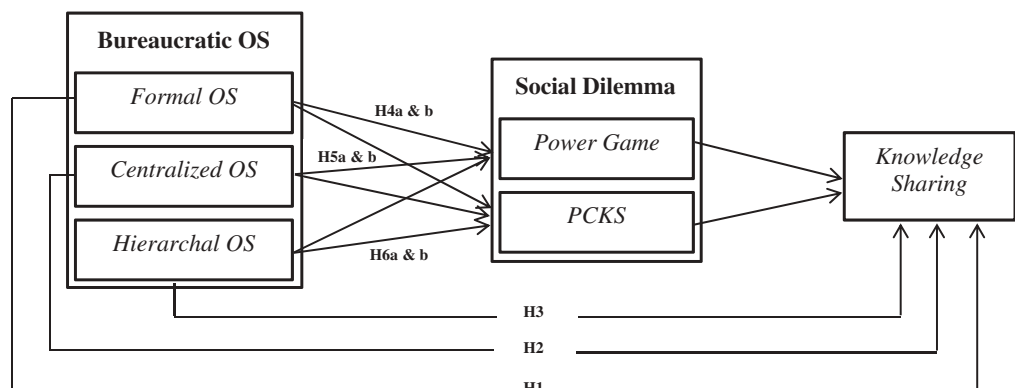 Bureaucratic OS
Formal OS
Centralized OS
Hierarchal OS
H4a & b
H5a & b
H6a & b
Social Dilemma
Power Game
PCKS
Knowledge
Sharing
H3
H2
H1